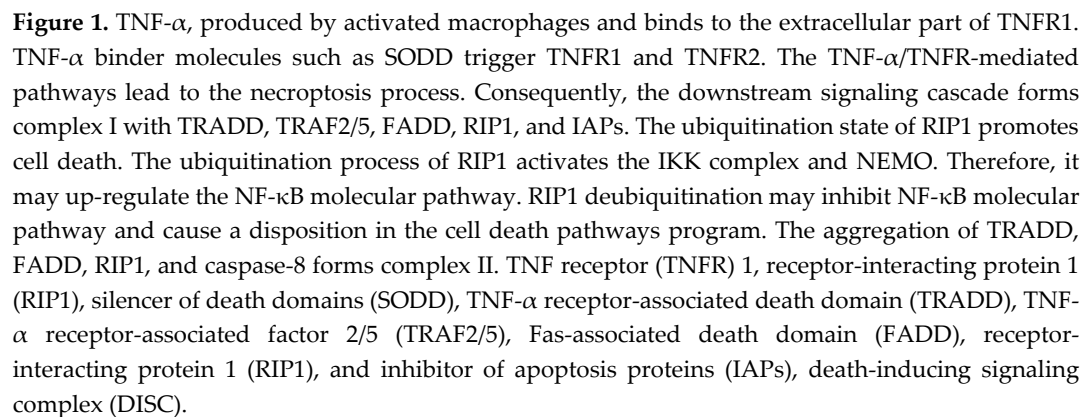 Figure 1. TNF-α, produced by activated macrophages and binds to the extracellular part of TNFR1.
TNF-α binder molecules such as SODD trigger TNFR1 and TNFR2. The TNF-α/TNFR-mediated
pathways lead to the necroptosis process. Consequently, the downstream signaling cascade forms
complex I with TRADD, TRAF2/5, FADD, RIP1, and IAPs. The ubiquitination state of RIP1 promotes
cell death. The ubiquitination process of RIP1 activates the IKK complex and NEMO. Therefore, it
may up-regulate the NF-κB molecular pathway. RIP1 deubiquitination may inhibit NF-κB molecular
pathway and cause a disposition in the cell death pathways program. The aggregation of TRADD,
FADD, RIP1, and caspase-8 forms complex II. TNF receptor (TNFR) 1, receptor-interacting protein 1
(RIP1), silencer of death domains (SODD), TNF-α receptor-associated death domain (TRADD), TNF-
α receptor-associated factor 2/5 (TRAF2/5), Fas-associated death domain (FADD), receptor-
interacting protein 1 (RIP1), and inhibitor of apoptosis proteins (IAPs), death-inducing signaling
complex (DISC).